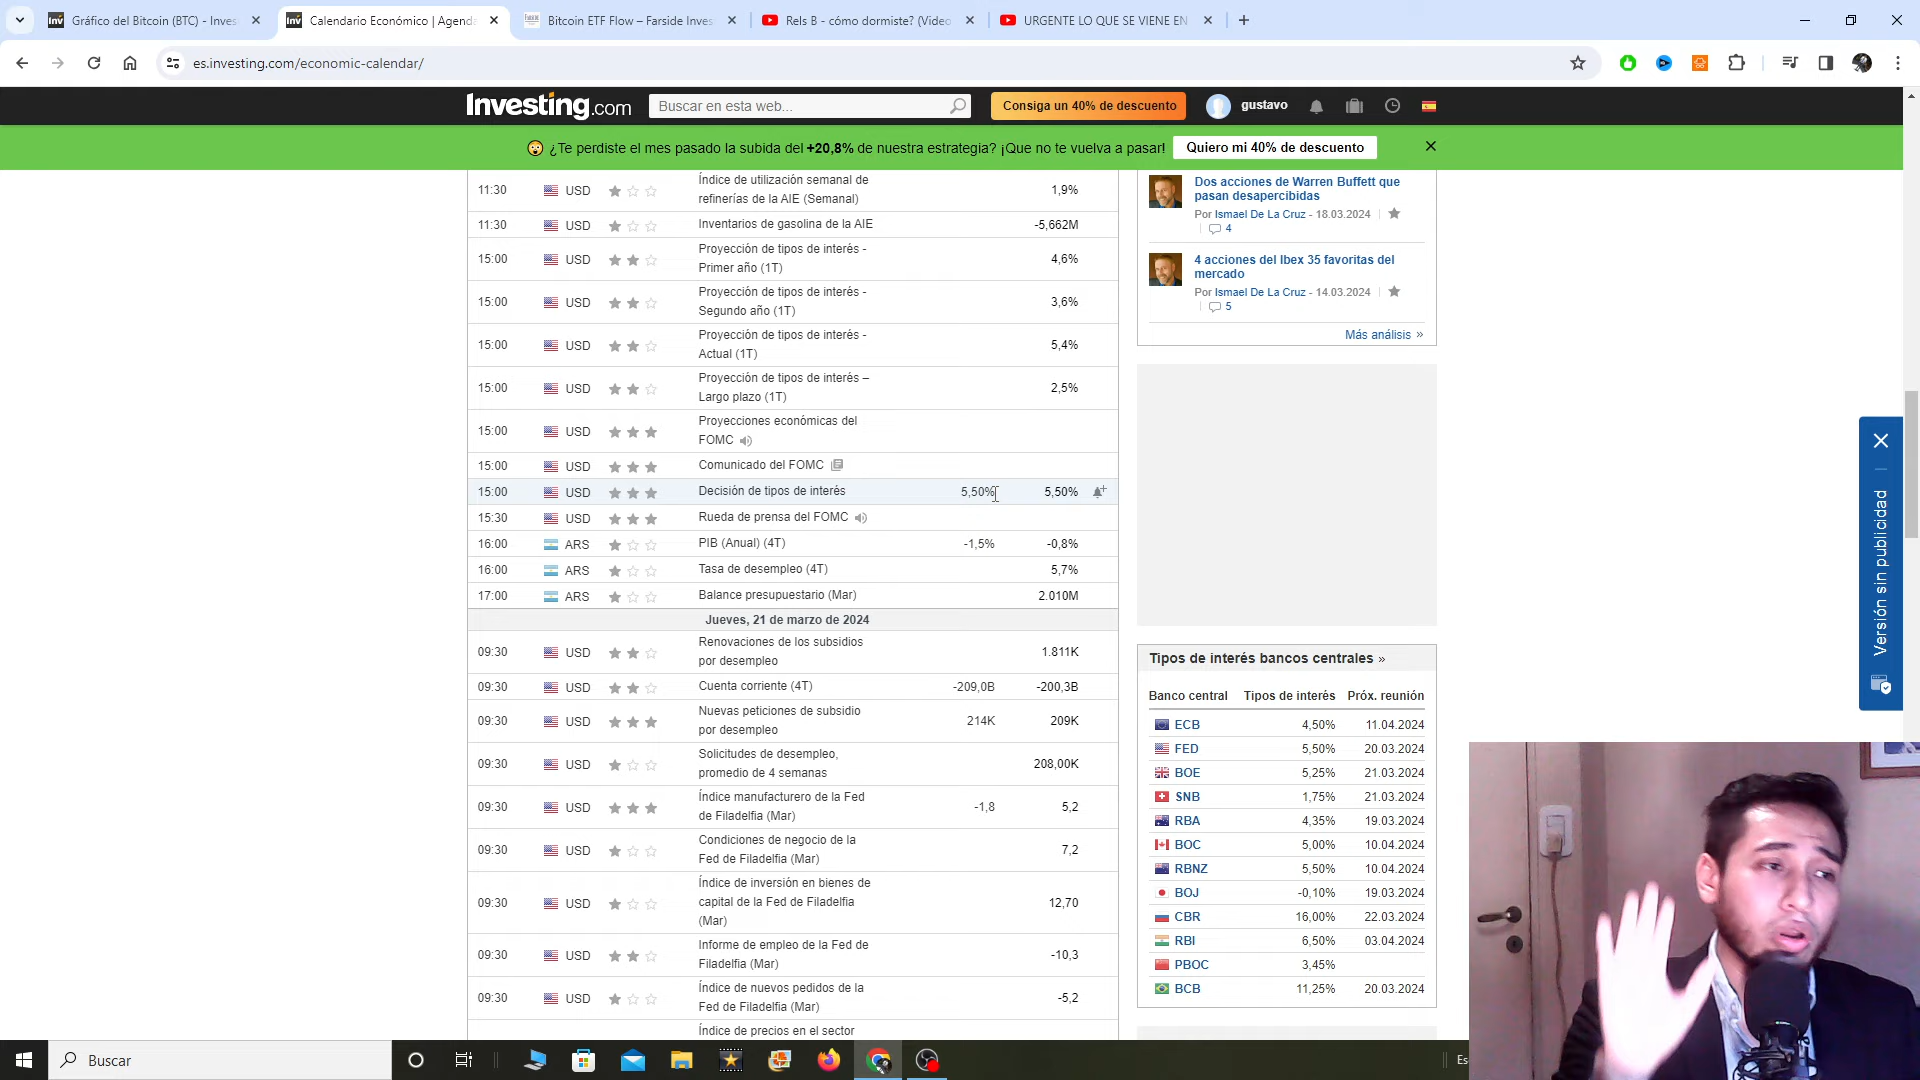 Gráfico del Bitcoin (BTC) - Inves
Calendario Económico | Agenda
Bitcoin ETF Flow – Farside Inves
Rels B - cómo dormiste? (Video
URGENTE LO QUE SE VIENE EN
es.investing.com/economic-calendar/
Investing.com
Buscar en esta web...
Consiga un 40% de descuento
gustavo
¿Te perdiste el mes pasado la subida del +20,8% de nuestra estrategia? ¡Que no te vuelva a pasar!
Quiero mi 40% de descuento
11:30 USD Índice de utilización semanal de
refinerías de la AIE (Semanal) 1,9%
11:30 USD Inventarios de gasolina de la AIE -5,662M
15:00 USD Proyección de tipos de interés -
Primer año (1T) 4,6%
15:00 USD Proyección de tipos de interés -
Segundo año (1T) 3,6%
15:00 USD Proyección de tipos de interés -
Actual (1T) 5,4%
15:00 USD Proyección de tipos de interés –
Largo plazo (1T) 2,5%
15:00 USD Proyecciones económicas del
FOMC
15:00 USD Comunicado del FOMC
15:00 USD Decisión de tipos de interés 5,50% 5,50%
15:30 USD Rueda de prensa del FOMC
16:00 ARS PIB (Anual) (4T) -1,5% -0,8%
16:00 ARS Tasa de desempleo (4T) 5,7%
17:00 ARS Balance presupuestario (Mar) 2.010M
Jueves, 21 de marzo de 2024
09:30 USD Renovaciones de los subsidios
por desempleo 1.811K
09:30 USD Cuenta corriente (4T) -209,0B -200,3B
09:30 USD Nuevas peticiones de subsidio
por desempleo 214K 209K
09:30 USD Solicitudes de desempleo,
promedio de 4 semanas 208,00K
09:30 USD Índice manufacturero de la Fed
de Filadelfia (Mar) -1,8 5,2
09:30 USD Condiciones de negocio de la
Fed de Filadelfia (Mar) 7,2
09:30 USD Índice de inversión en bienes de
capital de la Fed de Filadelfia
(Mar) 12,70
09:30 USD Informe de empleo de la Fed de
Filadelfia (Mar) -10,3
09:30 USD Índice de nuevos pedidos de la
Fed de Filadelfia (Mar) -5,2
Índice de precios en el sector
Dos acciones de Warren Buffett que
pasan desapercibidas
Por Ismael De La Cruz - 18.03.2024
4
4 acciones del Ibex 35 favoritas del
mercado
Por Ismael De La Cruz - 14.03.2024
5
Más análisis »
Tipos de interés bancos centrales »
Banco central Tipos de interés Próx. reunión
ECB 4,50% 11.04.2024
FED 5,50% 20.03.2024
BOE 5,25% 21.03.2024
SNB 1,75% 21.03.2024
RBA 4,35% 19.03.2024
BOC 5,00% 10.04.2024
RBNZ 5,50% 10.04.2024
BOJ -0,10% 19.03.2024
CBR 16,00% 22.03.2024
RBI 6,50% 03.04.2024
PBOC 3,45%
BCB 11,25% 20.03.2024
Versión sin publicidad
Buscar
Es